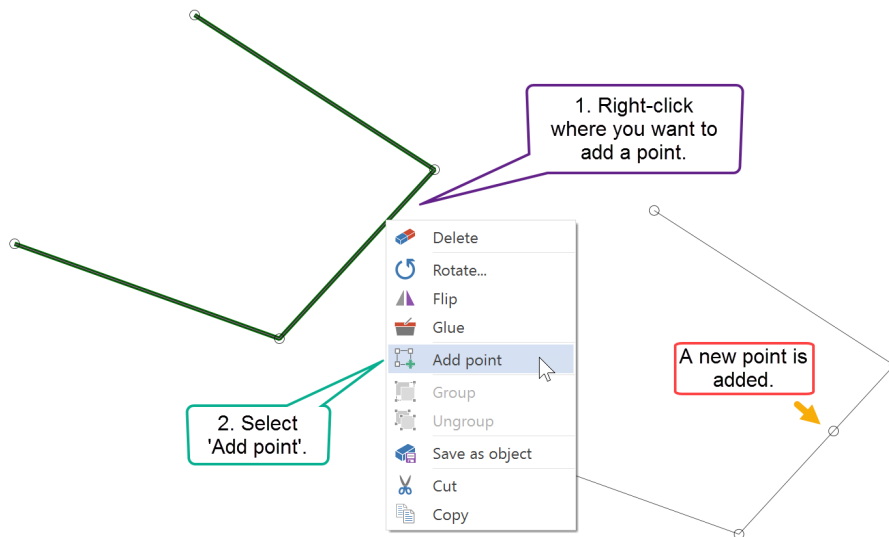 1. Right-click
where you want to
add a point.
Delete
Rotate...
Flip
Glue
Add point
Group
Ungroup
Save as object
Cut
Copy
2. Select
'Add point'.
A new point is
added.